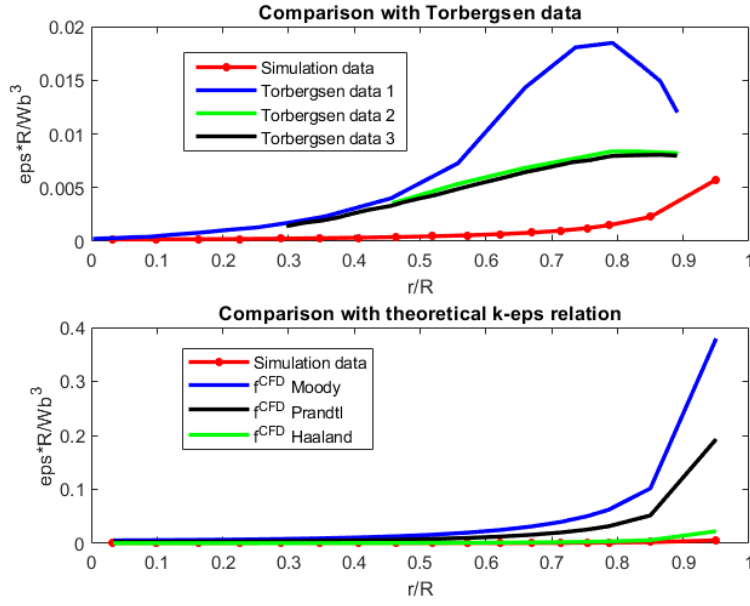 Comparison with Torbergsen data
0.02
0.015
0.01
0.005
0
eps*R/Wb^3
Simulation data
Torbergsen data 1
Torbergsen data 2
Torbergsen data 3
0 0.1 0.2 0.3 0.4 0.5 0.6 0.7 0.8 0.9 1
r/R
Comparison with theoretical k-eps relation
0.4
0.3
0.2
0.1
0
eps*R/Wb^3
Simulation data
f^CFD Moody
f^CFD Prandtl
f^CFD Haaland
0 0.1 0.2 0.3 0.4 0.5 0.6 0.7 0.8 0.9 1
r/R